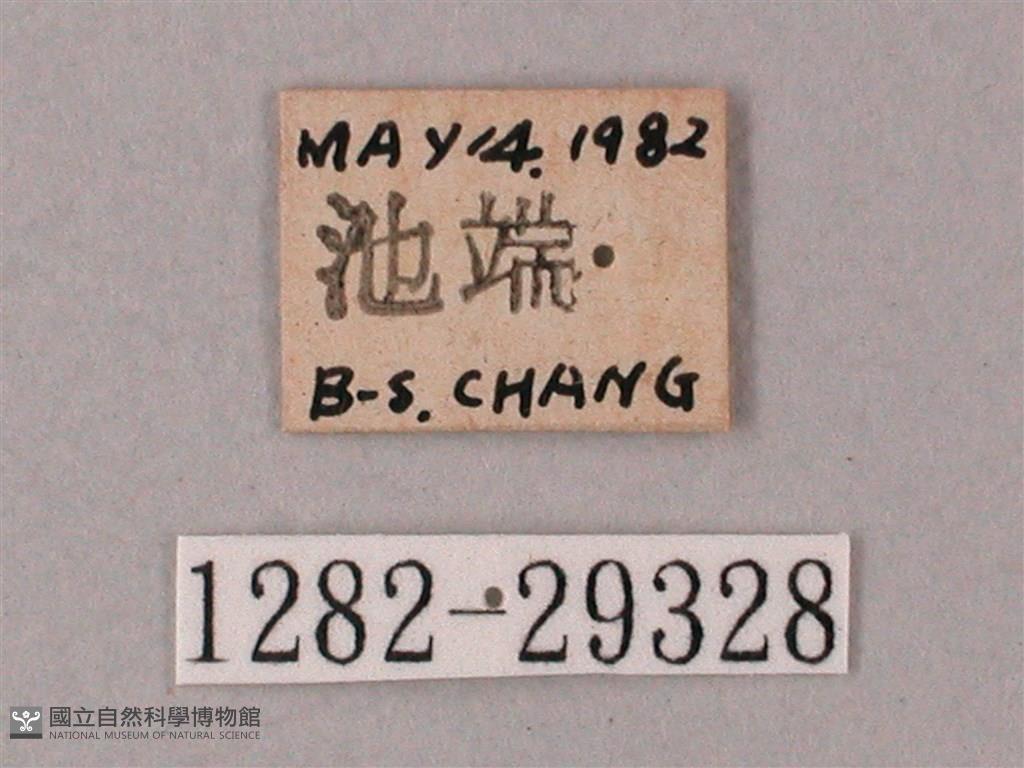 MAY 14. 1982
池端
B-S. CHANG
1282-29328
國立自然科學博物館
NATIONAL MUSEUM OF NATURAL SCIENCE